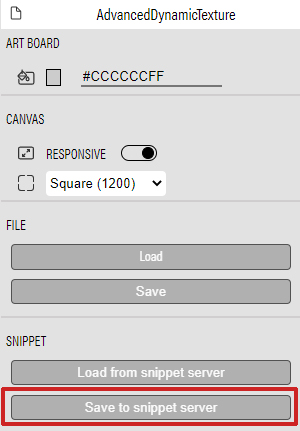 AdvancedDynamicTexture
ART BOARD
#CCCCCCFF
CANVAS
RESPONSIVE
Square (1200)
FILE
Load
Save
SNIPPET
Load from snippet server
Save to snippet server